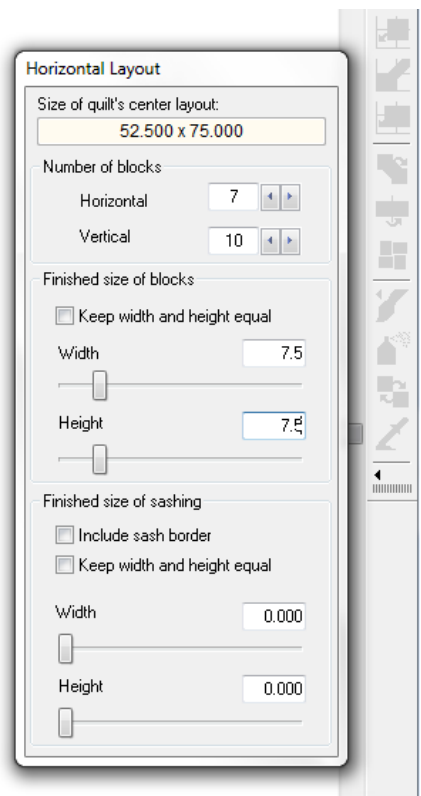 Horizontal Layout
Size of quilt's center layout:
52.500 x 75.000
Number of blocks
Horizontal 7
Vertical 10
Finished size of blocks
Keep width and height equal
Width 7.5
Height 7.5
Finished size of sashing
Include sash border
Keep width and height equal
Width 0.000
Height 0.000